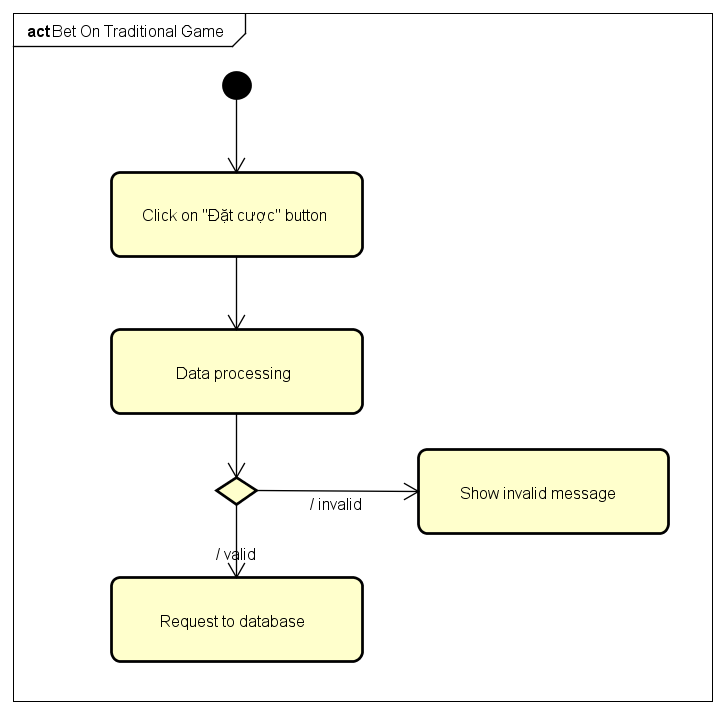 act Bet On Traditional Game
Click on "Đặt cược" button
Data processing
Show invalid message
/ invalid
/ valid
Request to database